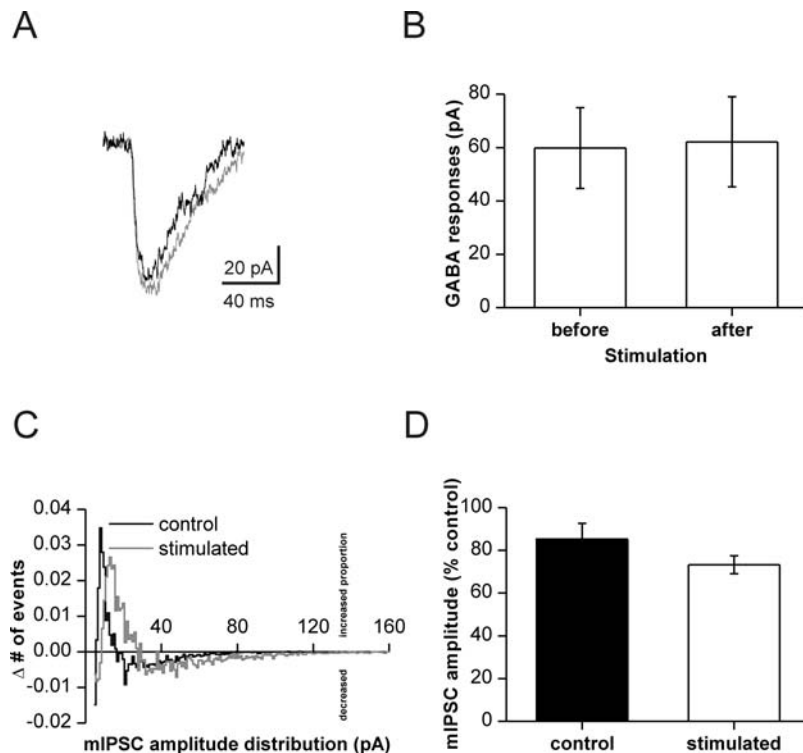 A
20 pA
40 ms
B
GABA responses (pA)
80
60
40
20
0
before after
Stimulation
C
Δ # of events
0.04
0.03
0.02
0.01
0.00
-0.01
-0.02
control
stimulated
40 80 120 160
increased proportion
decreased
mIPSC amplitude distribution (pA)
D
mIPSC amplitude (% control)
100
80
60
40
20
0
control stimulated